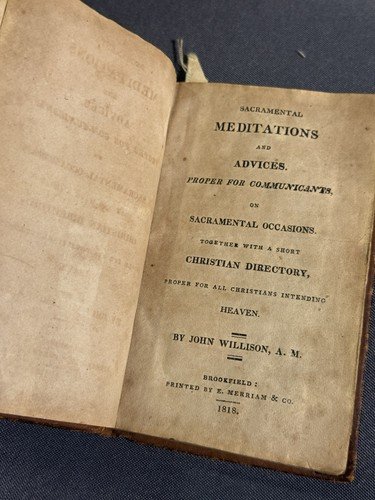 SACRAMENTAL
MEDITATIONS
AND
ADVICES,
PROPER FOR COMMUNICANTS,
ON
SACRAMENTAL OCCASIONS.
TOGETHER WITH A SHORT
CHRISTIAN DIRECTORY,
PROPER FOR ALL CHRISTIANS INTENDING
HEAVEN.
BY JOHN WILLISON, A. M.
BROOKFIELD:
PRINTED BY E. MERRIAM & CO.
1818.